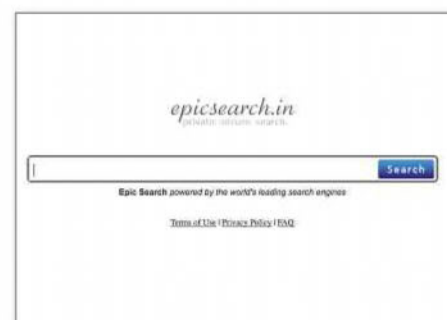 epicsearch.in
private. secure. search.
Search
Epic Search powered by the world's leading search engines
Terms of Use | Privacy Policy | FAQ